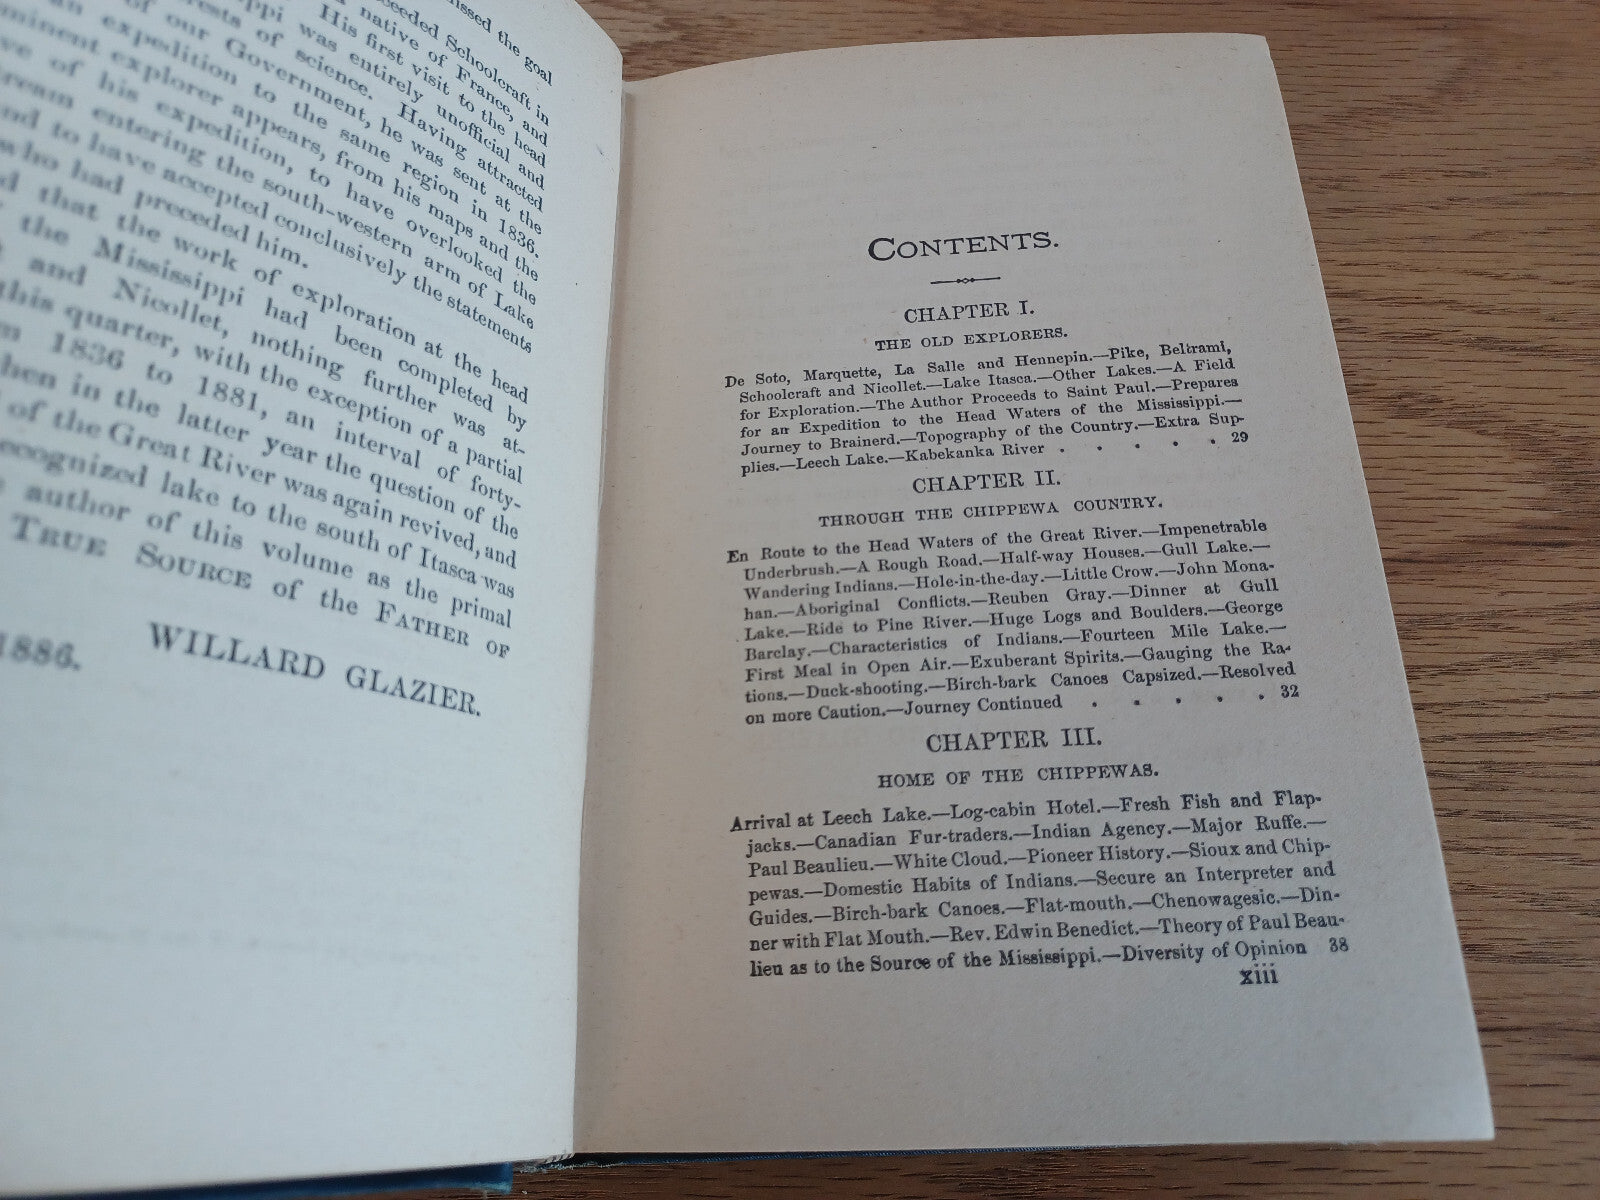 issed the goal
ceeded Schoolcraft in
native of France, and
His first visit to the head
ppi was entirely unofficial and
rests of science. Having attracted
of our Government, he was sent at the
an expedition to the same region in 1836.
minent explorer appears, from his maps and the
ve of his expedition, to have overlooked the
tream entering the south-western arm of Lake
nd to have accepted conclusively the statements
who had preceded him.
d that the work of exploration at the head
the Mississippi had been completed by
and Nicollet, nothing further was at-
this quarter, with the exception of a partial
m 1836 to 1881, an interval of forty-
hen in the latter year the question of the
of the Great River was again revived, and
ecognized lake to the south of Itasca was
e author of this volume as the primal
TRUE SOURCE of the FATHER OF
WILLARD GLAZIER.
1886.
CONTENTS.
CHAPTER I.
THE OLD EXPLORERS.
De Soto, Marquette, La Salle and Hennepin.—Pike, Beltrami,
Schoolcraft and Nicollet.—Lake Itasca.—Other Lakes.—A Field
for Exploration.—The Author Proceeds to Saint Paul.—Prepares
for an Expedition to the Head Waters of the Mississippi.—
Journey to Brainerd.—Topography of the Country.—Extra Sup-
plies.—Leech Lake.—Kabekanka River . . . . . 29
CHAPTER II.
THROUGH THE CHIPPEWA COUNTRY.
En Route to the Head Waters of the Great River.—Impenetrable
Underbrush.—A Rough Road.—Half-way Houses.—Gull Lake.—
Wandering Indians.—Hole-in-the-day.—Little Crow.—John Mona-
han.—Aboriginal Conflicts.—Reuben Gray.—Dinner at Gull
Lake.—Ride to Pine River.—Huge Logs and Boulders.—George
Barclay.—Characteristics of Indians.—Fourteen Mile Lake.—
First Meal in Open Air.—Exuberant Spirits.—Gauging the Ra-
tions.—Duck-shooting.—Birch-bark Canoes Capsized.—Resolved
on more Caution.—Journey Continued . . . . . 32
CHAPTER III.
HOME OF THE CHIPPEWAS.
Arrival at Leech Lake.—Log-cabin Hotel.—Fresh Fish and Flap-
jacks.—Canadian Fur-traders.—Indian Agency.—Major Ruffe.—
Paul Beaulieu.—White Cloud.—Pioneer History.—Sioux and Chip-
pewas.—Domestic Habits of Indians.—Secure an Interpreter and
Guides.—Birch-bark Canoes.—Flat-mouth.—Chenowagesic.—Din-
ner with Flat Mouth.—Rev. Edwin Benedict.—Theory of Paul Beau-
lieu as to the Source of the Mississippi.—Diversity of Opinion 38
xiii